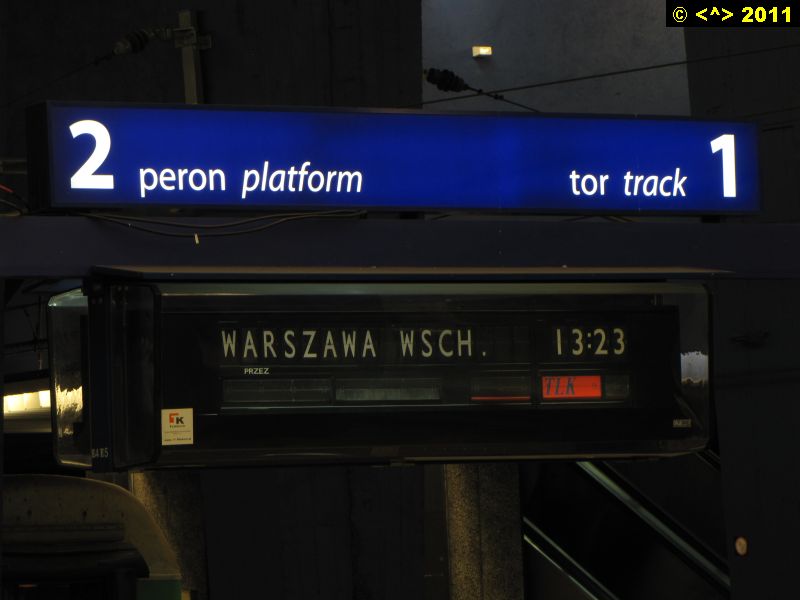 © <^> 2011
2 peron platform tor track 1
WARSZAWA WSCH. 13:23
PRZEZ
TLK
K